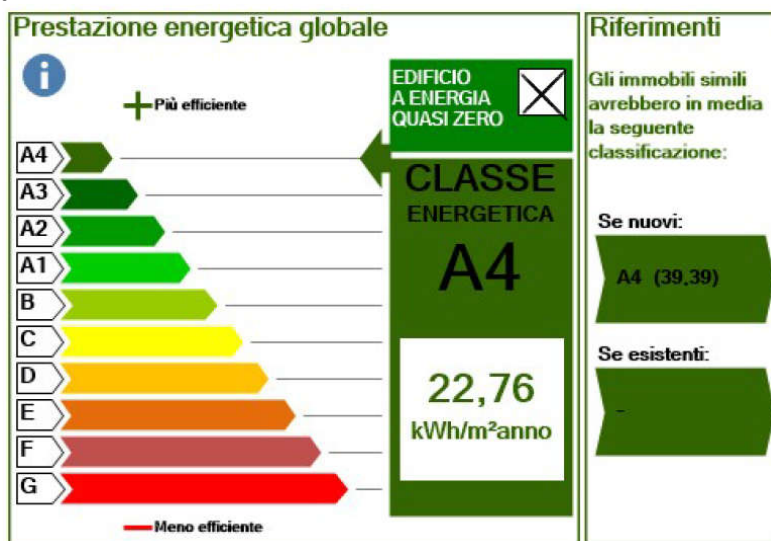 Prestazione energetica globale
Più efficiente
A4
A3
A2
A1
B
C
D
E
F
G
Meno efficiente
EDIFICIO
A ENERGIA
QUASI ZERO
CLASSE
ENERGETICA
A4
22,76
kWh/m²anno
Riferimenti
Gli immobili simili
avrebbero in media
la seguente
classificazione:
Se nuovi:
A4 (39,39)
Se esistenti:
-